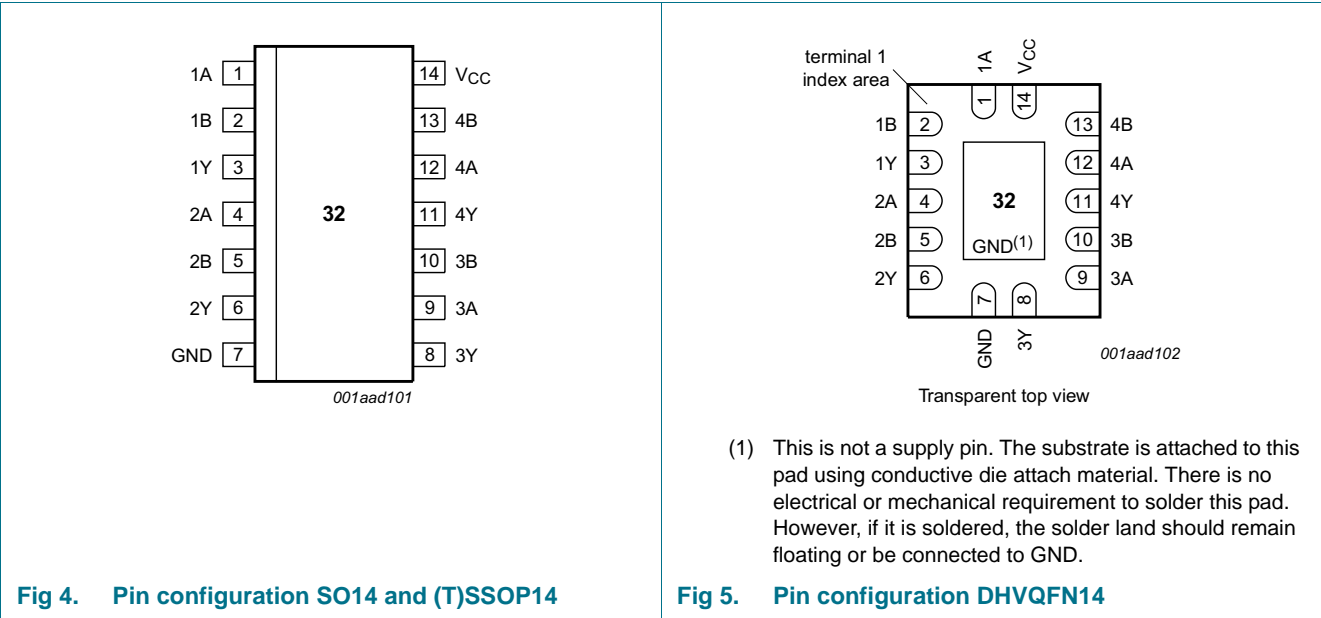 1A 1 14 VCC
1B 2 13 4B
1Y 3 12 4A
2A 4 32 11 4Y
2B 5 10 3B
2Y 6 9 3A
GND 7 8 3Y
001aad101
Fig 4. Pin configuration SO14 and (T)SSOP14
terminal 1
index area
1A VCC
1 14
1B 2 13 4B
1Y 3 12 4A
2A 4 32 11 4Y
2B 5 GND(1) 10 3B
2Y 6 9 3A
7 8
GND 3Y
001aad102
Transparent top view
(1) This is not a supply pin. The substrate is attached to this
pad using conductive die attach material. There is no
electrical or mechanical requirement to solder this pad.
However, if it is soldered, the solder land should remain
floating or be connected to GND.
Fig 5. Pin configuration DHVQFN14